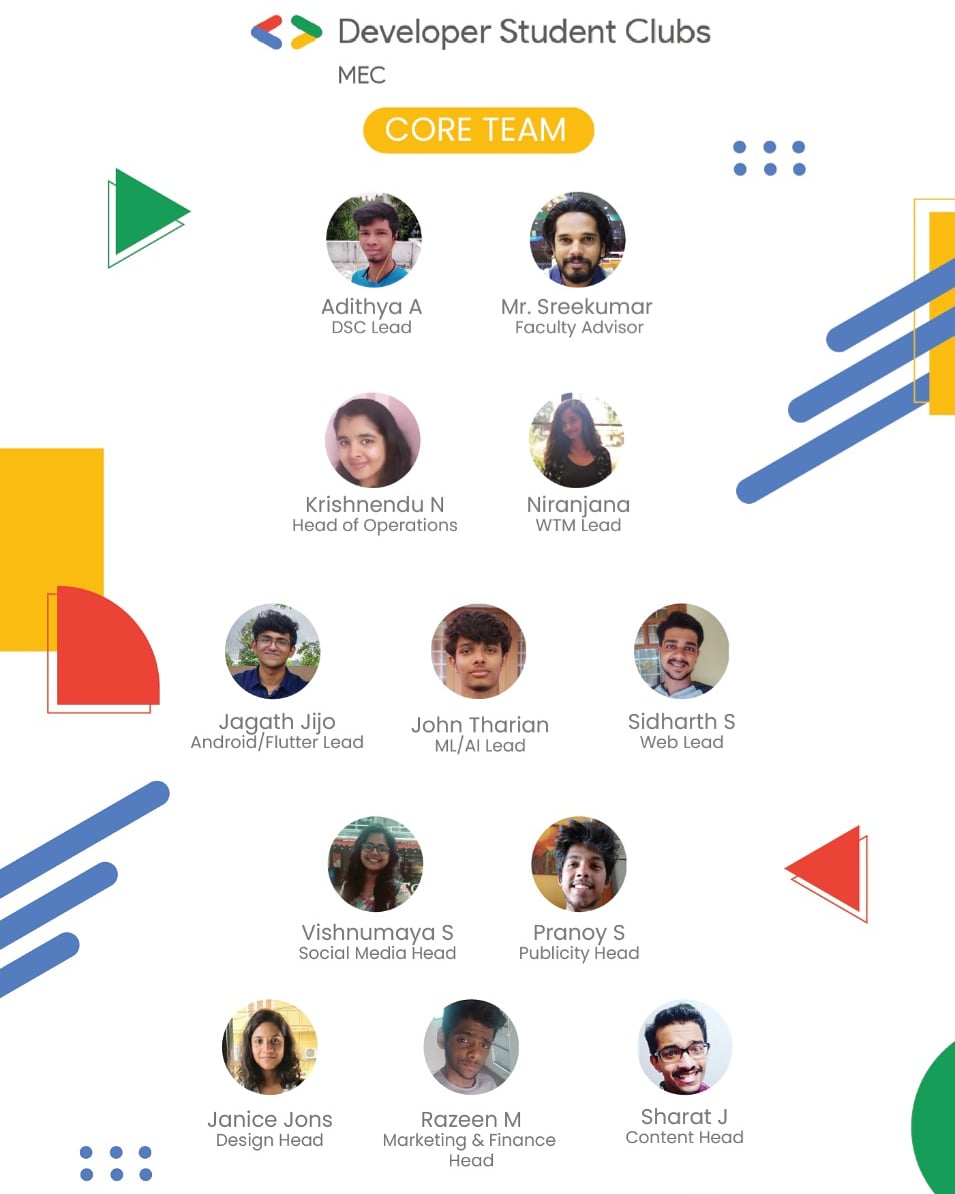 Developer Student Clubs
MEC
CORE TEAM
Adithya A
DSC Lead
Mr. Sreekumar
Faculty Advisor
Krishnendu N
Head of Operations
Niranjana
WTM Lead
Jagath Jijo
Android/Flutter Lead
John Tharian
ML/AI Lead
Sidharth S
Web Lead
Vishnumaya S
Social Media Head
Pranoy S
Publicity Head
Janice Jons
Design Head
Razeen M
Marketing & Finance
Head
Sharat J
Content Head